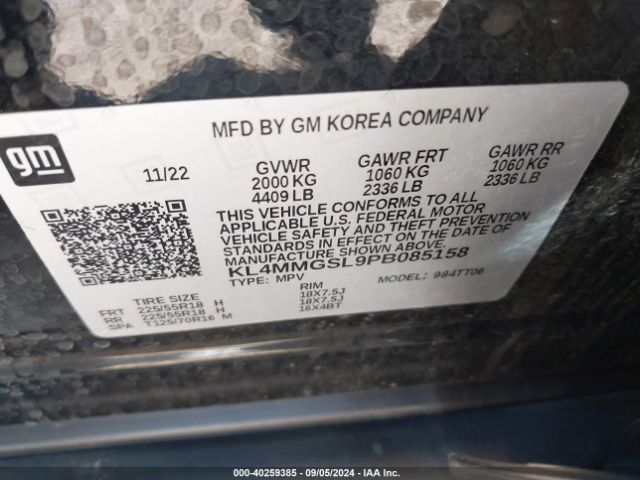 gm
MFD BY GM KOREA COMPANY
11/22 GVWR GAWR FRT GAWR RR
2000 KG 1060 KG 1060 KG
4409 LB 2336 LB 2336 LB
THIS VEHICLE CONFORMS TO ALL
APPLICABLE U.S. FEDERAL MOTOR
VEHICLE SAFETY AND THEFT PREVENTION
STANDARDS IN EFFECT ON THE DATE OF
MANUFACTURE SHOWN ABOVE.
KL4MMGSL9PB085158
TYPE: MPV MODEL: 984TT06
TIRE SIZE RIM
FRT 225/55R18 H 18X7.5J
RR 225/55R18 H 18X7.5J
SPA T125/70R16 M 16X4BT
000-40259385 - 09/05/2024 - IAA Inc.